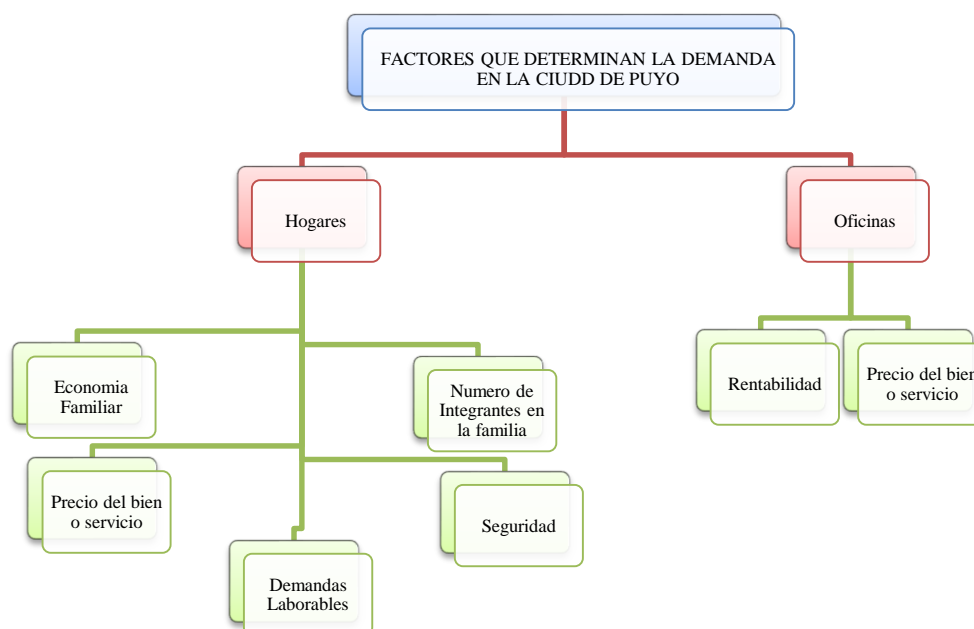 FACTORES QUE DETERMINAN LA DEMANDA
EN LA CIUDD DE PUYO
Hogares
Oficinas
Economia
Familiar
Numero de
Integrantes en
la familia
Rentabilidad
Precio del bien
o servicio
Precio del bien
o servicio
Seguridad
Demandas
Laborables